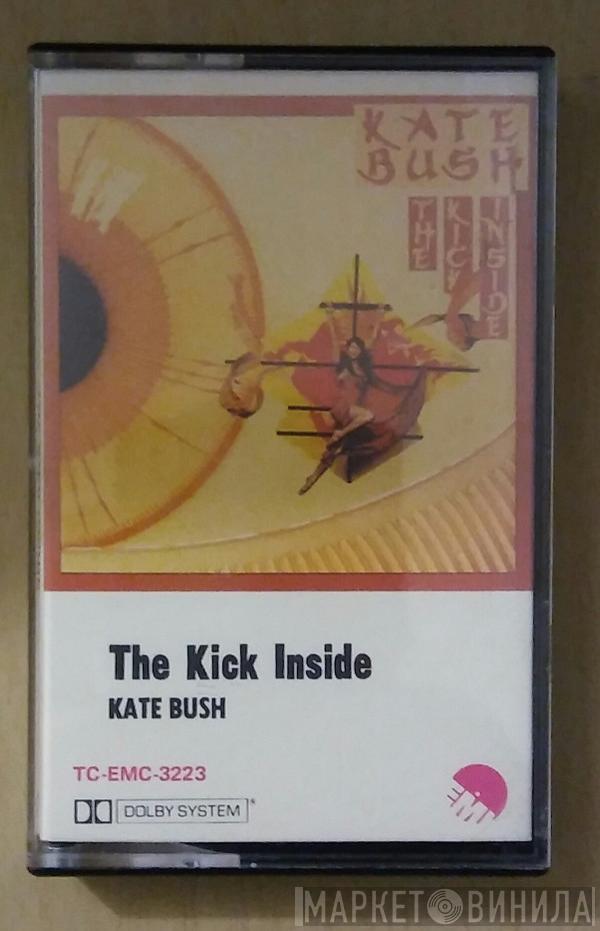 KATE
BUSH
THE KICK INSIDE
The Kick Inside
KATE BUSH
TC-EMC-3223
DOLBY SYSTEM
EMI
МАРКЕТ ВИНИЛА